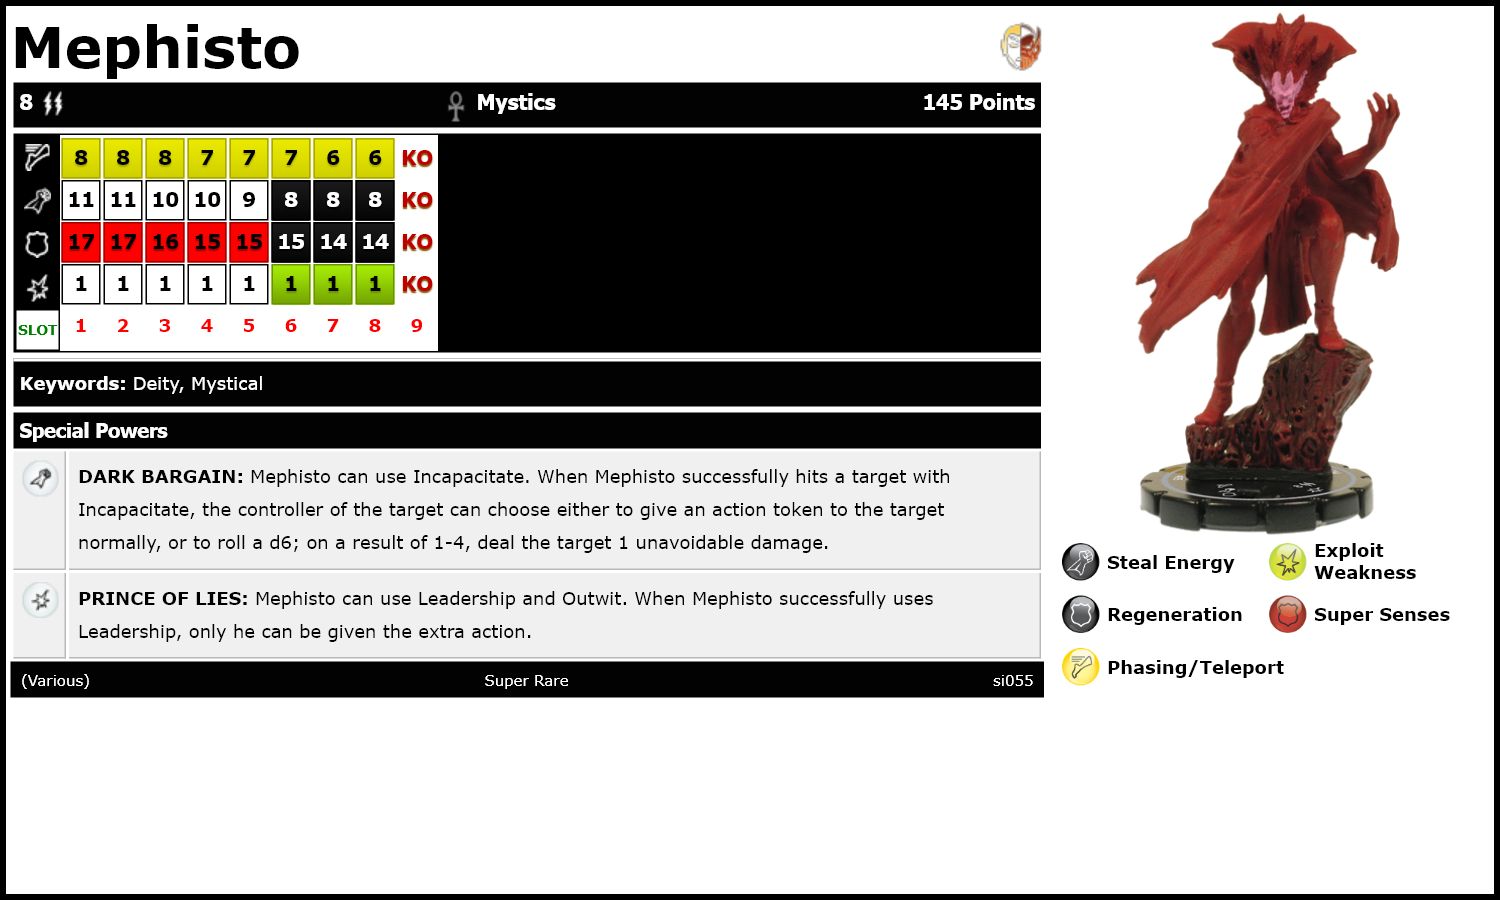 Mephisto
8 Mystics 145 Points
8 8 8 7 7 7 6 6 KO
11 11 10 10 9 8 8 8 KO
17 17 16 15 15 15 14 14 KO
1 1 1 1 1 1 1 1 KO
SLOT 1 2 3 4 5 6 7 8 9
Keywords: Deity, Mystical
Special Powers
DARK BARGAIN: Mephisto can use Incapacitate. When Mephisto successfully hits a target with
Incapacitate, the controller of the target can choose either to give an action token to the target
normally, or to roll a d6; on a result of 1-4, deal the target 1 unavoidable damage.
PRINCE OF LIES: Mephisto can use Leadership and Outwit. When Mephisto successfully uses
Leadership, only he can be given the extra action.
(Various) Super Rare si055
Steal Energy
Exploit
Weakness
Regeneration
Super Senses
Phasing/Teleport